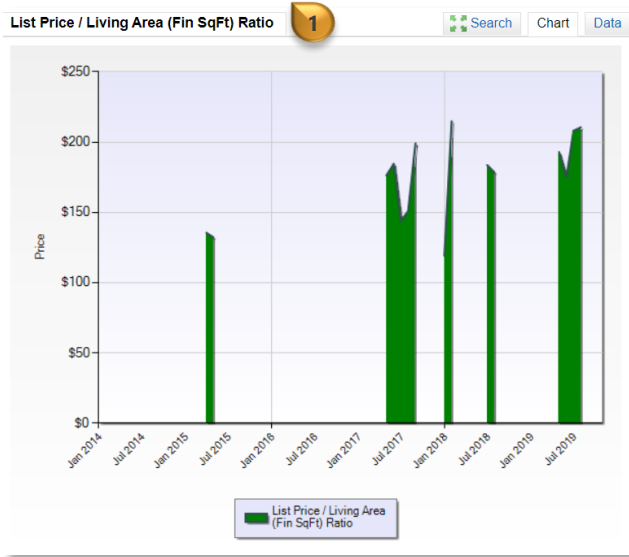 List Price / Living Area (Fin SqFt) Ratio
1
Search
Chart
Data
$250
$200
$150
$100
$50
$0
Price
Jan 2014
Jul 2014
Jan 2015
Jul 2015
Jan 2016
Jul 2016
Jan 2017
Jul 2017
Jan 2018
Jul 2018
Jan 2019
Jul 2019
List Price / Living Area
(Fin SqFt) Ratio